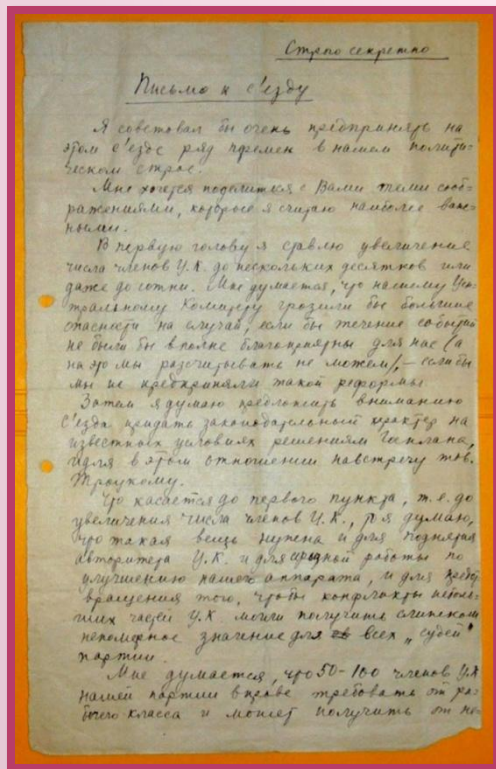 Строго секретно
Письмо к с'езду
Я советовал бы очень предпринять на
этом с'езде ряд перемен в нашем полити-
ческом строе.
Мне хочется поделиться с Вами теми сооб-
ражениями, которые я считаю наиболее важ-
ными.
В первую голову я ставлю увеличение
числа членов Ц.К. до нескольких десятков или
даже до сотни. Мне думается, что нашему Цен-
тральному Комитету грозили бы большие
опасности на случай, если бы течение событий
не были бы вполне благоприятны для нас (а
на это мы рассчитывать не можем), – если бы
мы не предприняли такой реформы
Затем я думаю предложить вниманию
с'езда придать законодательный характер на
известных условиях решениям Госплана,
идя в этом отношении навстречу тов.
Троцкому.
Что касается до первого пункта, т.е. до
увеличения числа членов Ц.К., то я думаю,
что такая вещь нужна и для поднятия
авторитета Ц.К. и для работы по
улучшению нашего аппарата, и для предот-
вращения того, чтобы конфликты неболь-
ших частей Ц.К. могли получить слишком
непомерное значение для всех „судеб"
партии.
Мне думается, что 50-100 членов Ц.К.
наша партия вправе требовать от ра-
бочего класса и может получить от не-